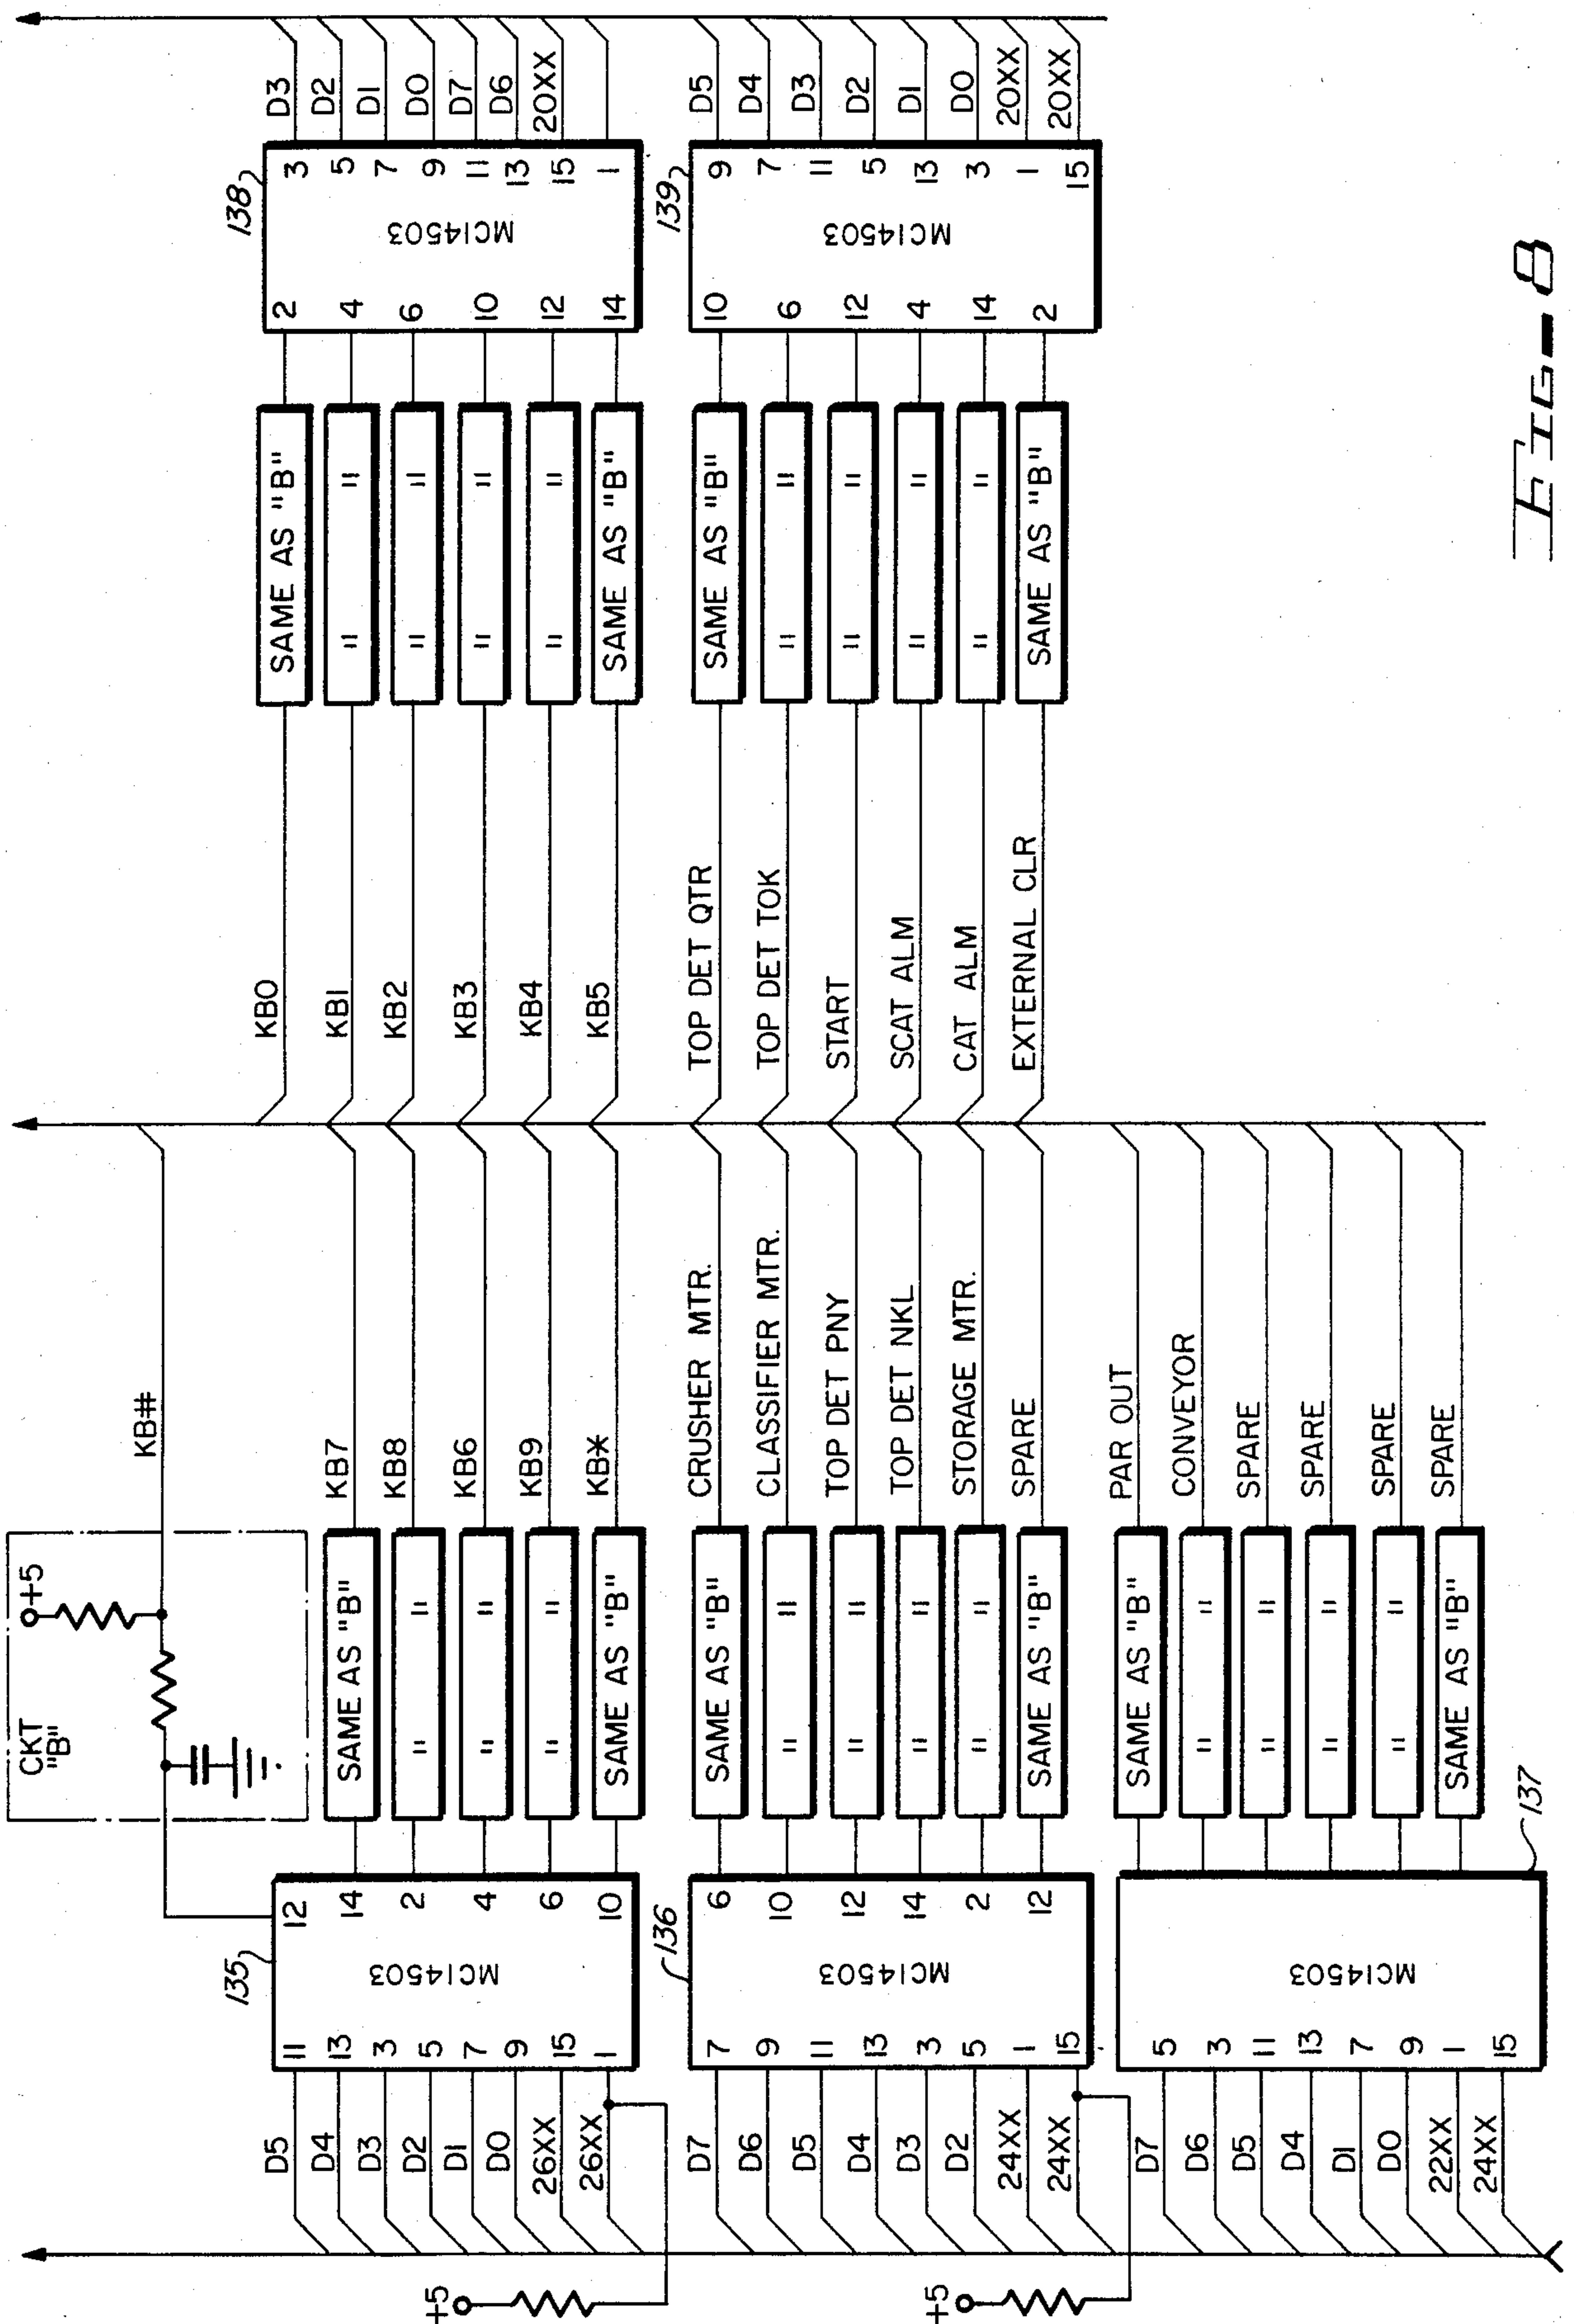 D3
D2
D1
D0
D7
D6
20XX
138
3
5
7
9
11
13
15
1
MC14503
2
4
6
10
12
14
SAME AS "B"
" "
" "
" "
" "
SAME AS "B"
KB0
KB1
KB2
KB3
KB4
KB5
D5
D4
D3
D2
D1
D0
20XX
20XX
139
9
7
11
5
13
3
1
15
MC14503
10
6
12
4
14
2
SAME AS "B"
" "
" "
" "
" "
SAME AS "B"
TOP DET QTR
TOP DET TOK
START
SCAT ALM
CAT ALM
EXTERNAL CLR
KB#
CKT
"B"
+5
KB7
KB8
KB6
KB9
KB*
SAME AS "B"
" "
" "
" "
SAME AS "B"
12
14
2
4
6
10
135
MC14503
11
13
3
5
7
9
15
1
D5
D4
D3
D2
D1
D0
26XX
26XX
+5
CRUSHER MTR.
CLASSIFIER MTR.
TOP DET PNY
TOP DET NKL
STORAGE MTR.
SPARE
SAME AS "B"
" "
" "
" "
" "
SAME AS "B"
6
10
12
14
2
12
136
MC14503
7
9
11
13
3
5
1
15
D7
D6
D5
D4
D3
D2
24XX
24XX
+5
PAR OUT
CONVEYOR
SPARE
SPARE
SPARE
SPARE
SAME AS "B"
" "
" "
" "
" "
SAME AS "B"
137
MC14503
5
3
11
13
7
9
1
15
D7
D6
D5
D4
D1
D0
22XX
24XX
FIG-8